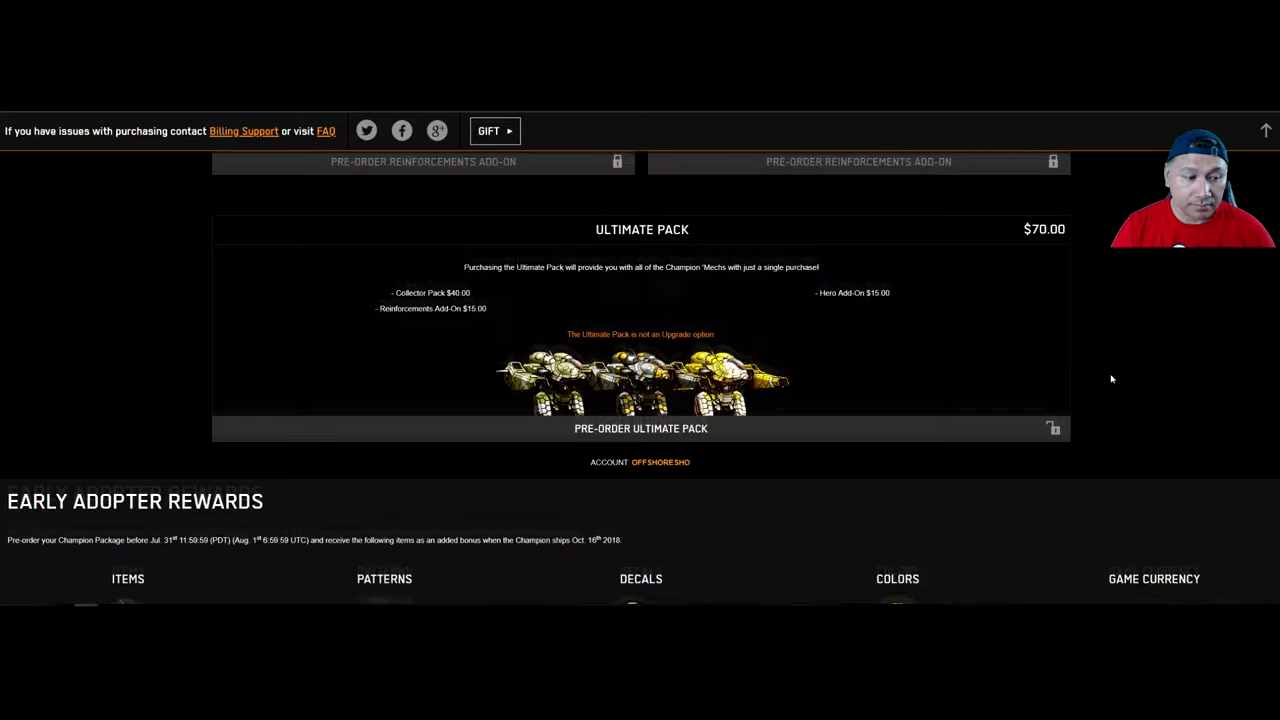 If you have issues with purchasing contact Billing Support or visit FAQ
GIFT ▸
PRE-ORDER REINFORCEMENTS ADD-ON
PRE-ORDER REINFORCEMENTS ADD-ON
ULTIMATE PACK
$70.00
Purchasing the Ultimate Pack will provide you with all of the Champion 'Mechs with just a single purchase!
- Collector Pack $40.00
- Hero Add-On $15.00
- Reinforcements Add-On $15.00
The Ultimate Pack is not an Upgrade option
PRE-ORDER ULTIMATE PACK
ACCOUNT OFFSHORESHO
EARLY ADOPTER REWARDS
Pre-order your Champion Package before Jul. 31st 11:59:59 (PDT) (Aug. 1st 6:59:59 UTC) and receive the following items as an added bonus when the Champion ships Oct. 16th 2018.
ITEMS
PATTERNS
DECALS
COLORS
GAME CURRENCY